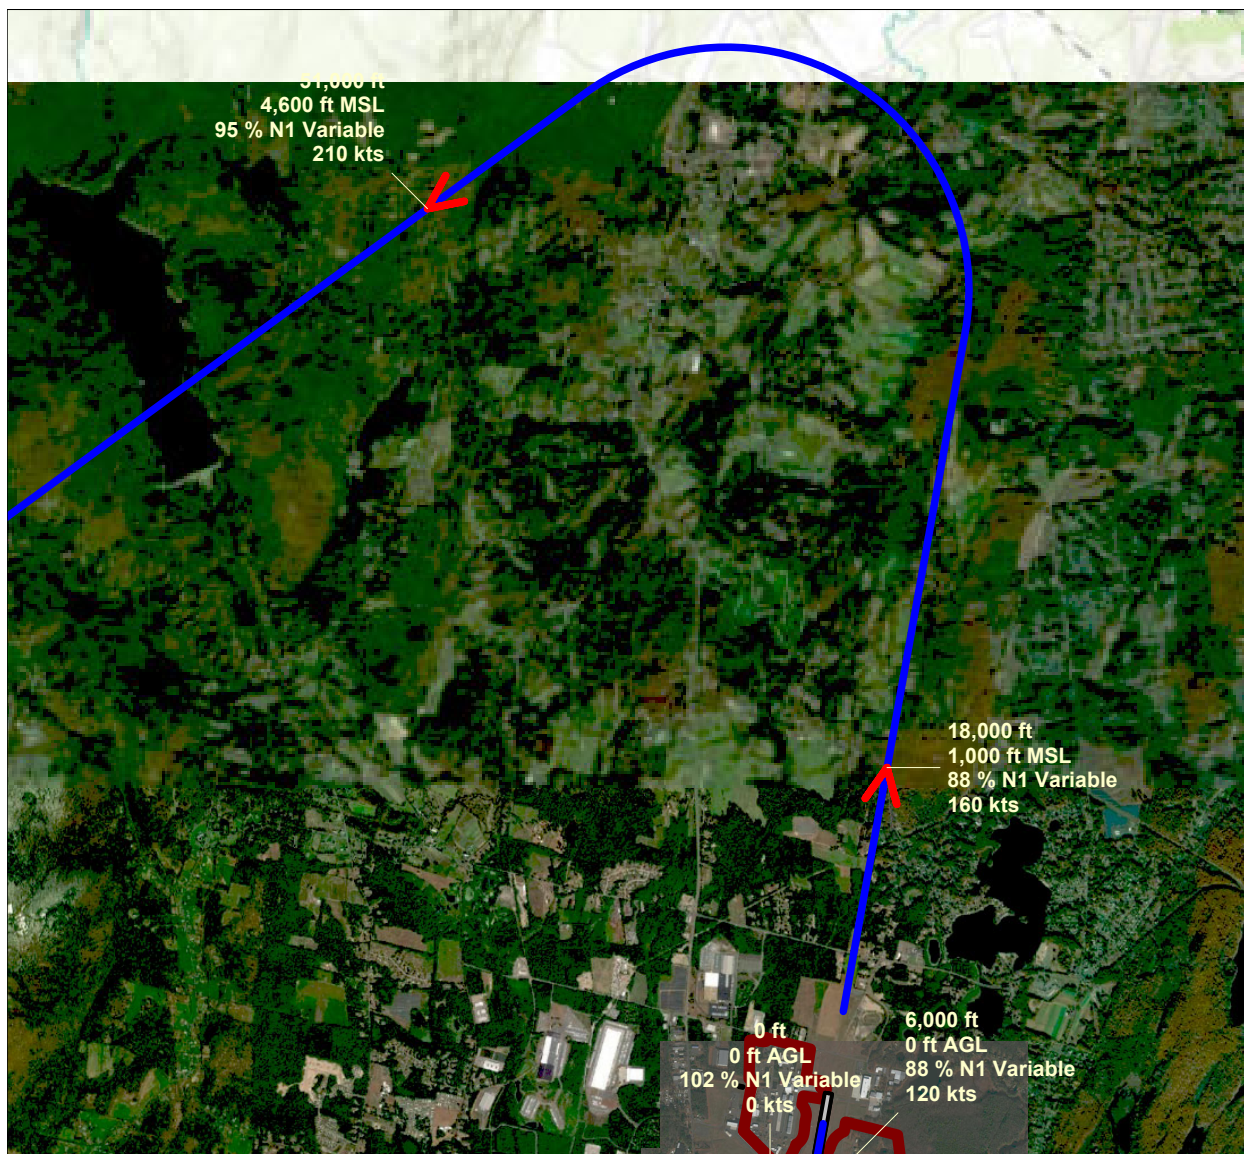 ft
4,600 ft MSL
95 % N1 Variable
210 kts
18,000 ft
1,000 ft MSL
88 % N1 Variable
160 kts
0 ft
0 ft AGL
102 % N1 Variable
0 kts
6,000 ft
0 ft AGL
88 % N1 Variable
120 kts